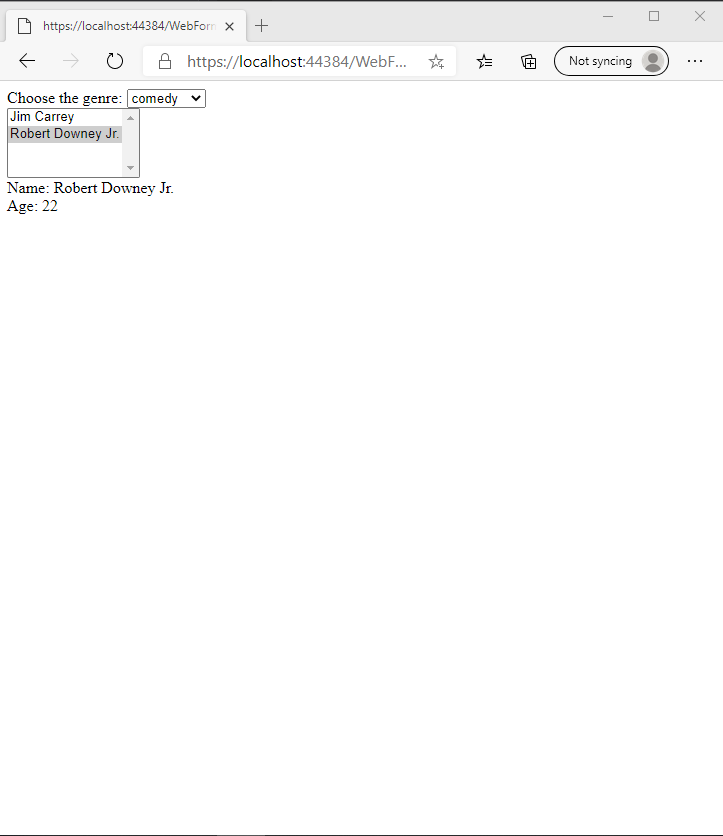 https://localhost:44384/WebForm
https://localhost:44384/WebF...
Not syncing
Choose the genre: comedy
Jim Carrey
Robert Downey Jr.
Name: Robert Downey Jr.
Age: 22